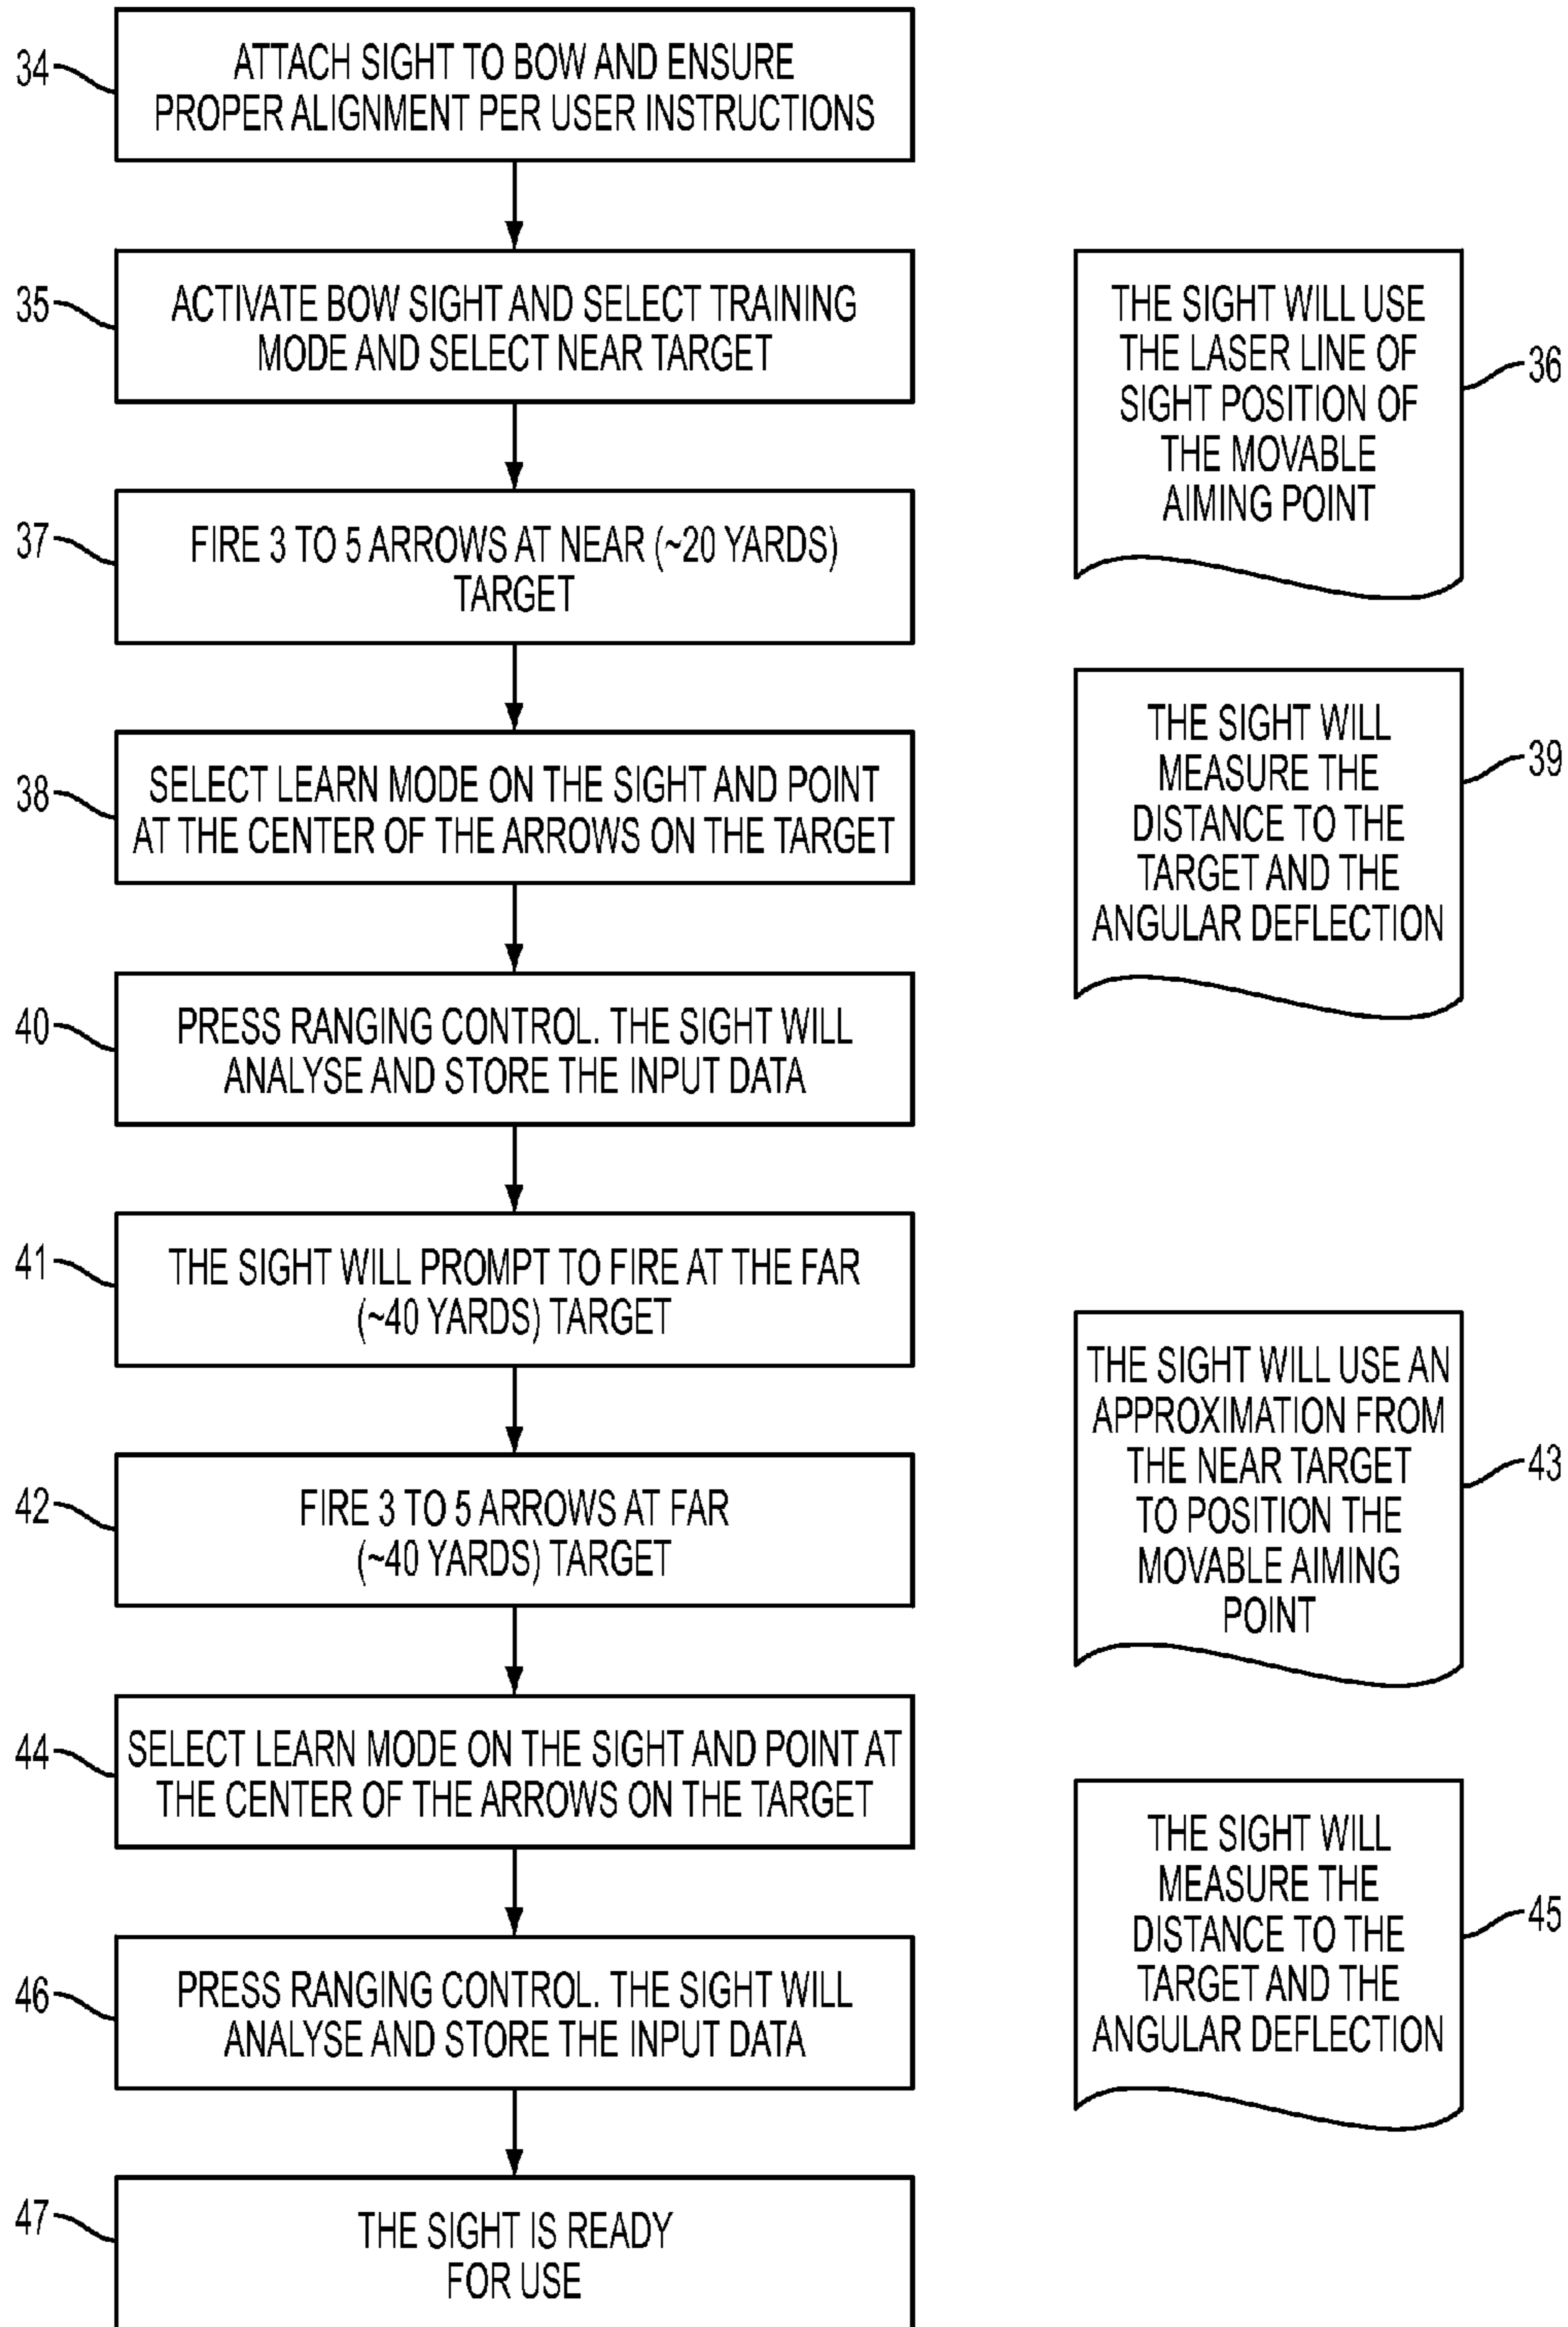 34
ATTACH SIGHT TO BOW AND ENSURE
PROPER ALIGNMENT PER USER INSTRUCTIONS
35
ACTIVATE BOW SIGHT AND SELECT TRAINING
MODE AND SELECT NEAR TARGET
THE SIGHT WILL USE
THE LASER LINE OF
SIGHT POSITION OF
THE MOVABLE
AIMING POINT
36
37
FIRE 3 TO 5 ARROWS AT NEAR (~20 YARDS)
TARGET
38
SELECT LEARN MODE ON THE SIGHT AND POINT
AT THE CENTER OF THE ARROWS ON THE TARGET
THE SIGHT WILL
MEASURE THE
DISTANCE TO THE
TARGET AND THE
ANGULAR DEFLECTION
39
40
PRESS RANGING CONTROL. THE SIGHT WILL
ANALYSE AND STORE THE INPUT DATA
41
THE SIGHT WILL PROMPT TO FIRE AT THE FAR
(~40 YARDS) TARGET
42
FIRE 3 TO 5 ARROWS AT FAR
(~40 YARDS) TARGET
THE SIGHT WILL USE AN
APPROXIMATION FROM
THE NEAR TARGET
TO POSITION THE
MOVABLE AIMING
POINT
43
44
SELECT LEARN MODE ON THE SIGHT AND POINT AT
THE CENTER OF THE ARROWS ON THE TARGET
THE SIGHT WILL
MEASURE THE
DISTANCE TO THE
TARGET AND THE
ANGULAR DEFLECTION
45
46
PRESS RANGING CONTROL. THE SIGHT WILL
ANALYSE AND STORE THE INPUT DATA
47
THE SIGHT IS READY
FOR USE